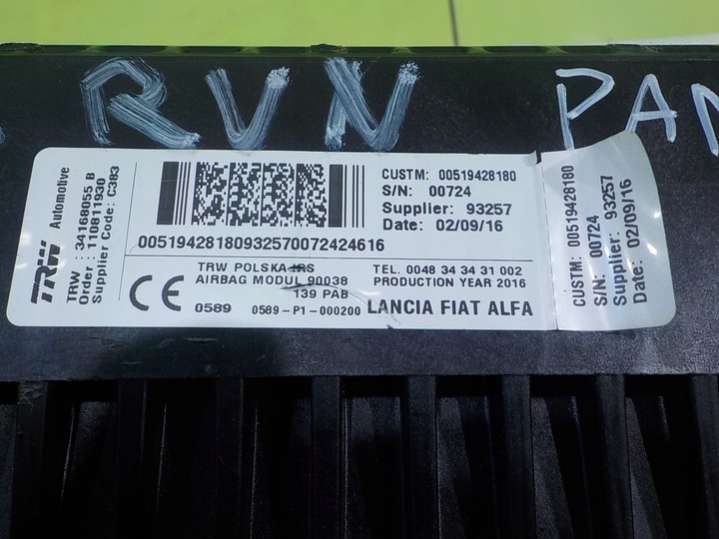 RVN PAN
TRW Automotive
TRW : 34168055 B
Order : 110811930
Supplier Code: C383
CUSTM: 00519428180
S/N: 00724
Supplier: 93257
Date: 02/09/16
00519428180932570072424616
CE
0589
TRW POLSKA
AIRBAG MODUL 90038
139 PAB
0589-P1-000200
TEL. 0048 34 34 31 002
PRODUCTION YEAR 2016
LANCIA FIAT ALFA
CUSTM: 00519428180
S/N: 00724
Supplier: 93257
Date: 02/09/16